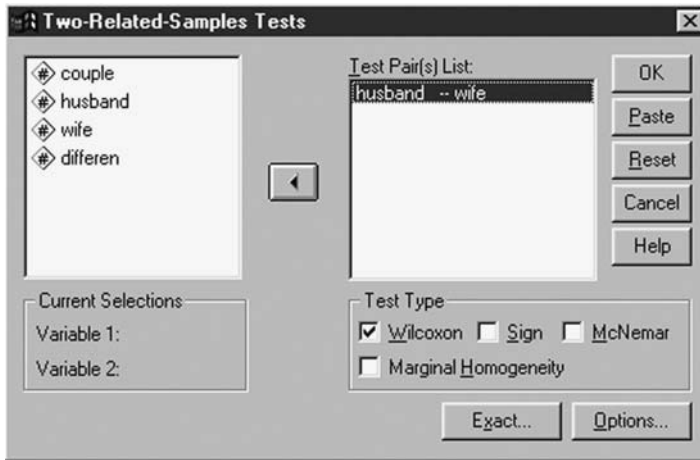 Two-Related-Samples Tests
couple
husband
wife
differen
Test Pair(s) List:
husband -- wife
OK
Paste
Reset
Cancel
Help
Current Selections
Variable 1:
Variable 2:
Test Type
Wilcoxon Sign McNemar
Marginal Homogeneity
Exact... Options...